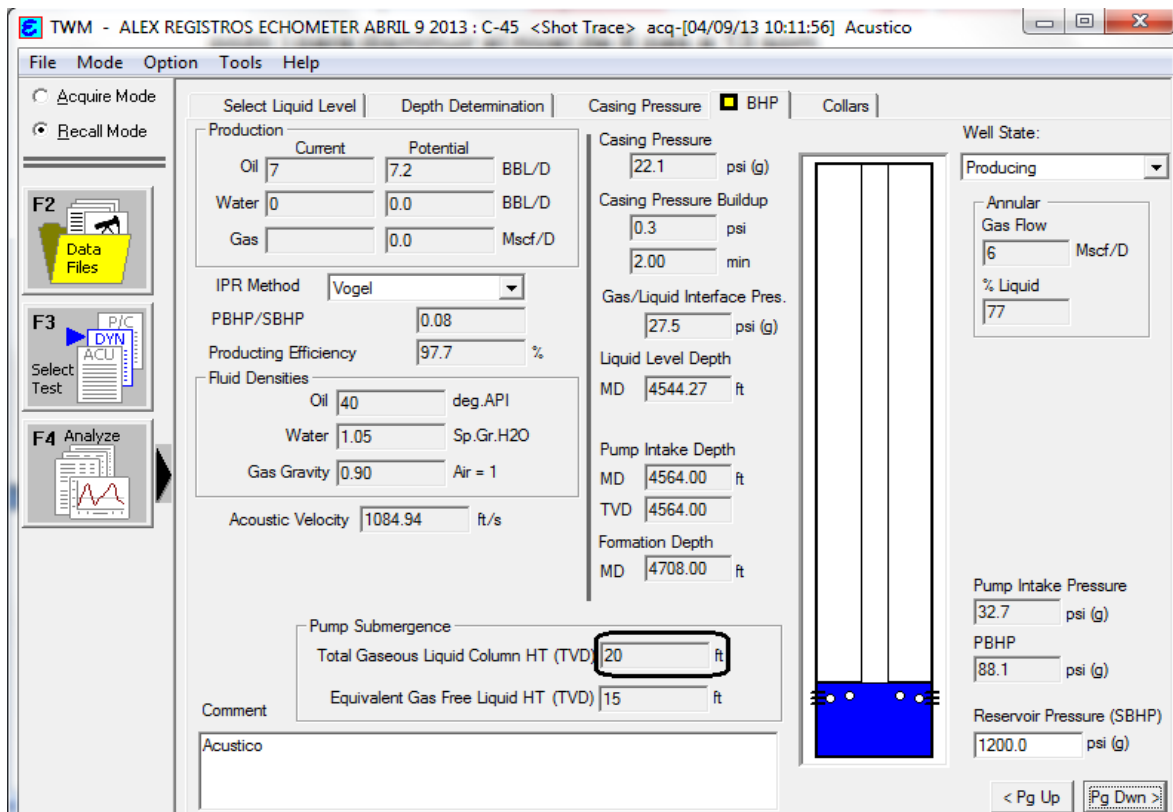 TWM - ALEX REGISTROS ECHOMETER ABRIL 9 2013 : C-45 <Shot Trace> acq-[04/09/13 10:11:56] Acustico
File Mode Option Tools Help
Acquire Mode
Recall Mode
F2
Data
Files
F3
P/C
DYN
ACU
Select
Test
F4 Analyze
Select Liquid Level
Depth Determination
Casing Pressure
BHP
Collars
Production
Current Potential
Oil 7 7.2 BBL/D
Water 0 0.0 BBL/D
Gas 0.0 Mscf/D
IPR Method Vogel
PBHP/SBHP 0.08
Producting Efficiency 97.7 %
Fluid Densities
Oil 40 deg.API
Water 1.05 Sp.Gr.H2O
Gas Gravity 0.90 Air = 1
Acoustic Velocity 1084.94 ft/s
Casing Pressure
22.1 psi (g)
Casing Pressure Buildup
0.3 psi
2.00 min
Gas/Liquid Interface Pres.
27.5 psi (g)
Liquid Level Depth
MD 4544.27 ft
Pump Intake Depth
MD 4564.00 ft
TVD 4564.00
Formation Depth
MD 4708.00 ft
Pump Submergence
Total Gaseous Liquid Column HT (TVD) 20 ft
Equivalent Gas Free Liquid HT (TVD) 15 ft
Comment
Acustico
Well State:
Producing
Annular
Gas Flow
6 Mscf/D
% Liquid
77
Pump Intake Pressure
32.7 psi (g)
PBHP
88.1 psi (g)
Reservoir Pressure (SBHP)
1200.0 psi (g)
< Pg Up
Pg Dwn >